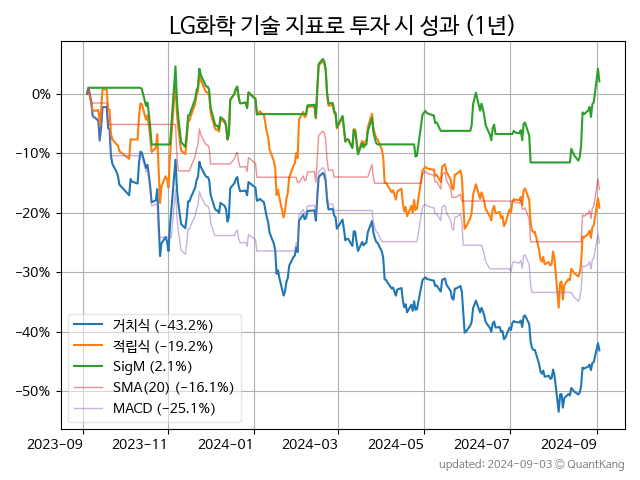 LG화학 기술 지표로 투자 시 성과 (1년)
0%
−10%
−20%
−30%
−40%
−50%
거치식 (−43.2%)
적립식 (−19.2%)
SigM (2.1%)
SMA(20) (−16.1%)
MACD (−25.1%)
2023-09
2023-11
2024-01
2024-03
2024-05
2024-07
2024-09
updated: 2024-09-03 ⓒ QuantKang